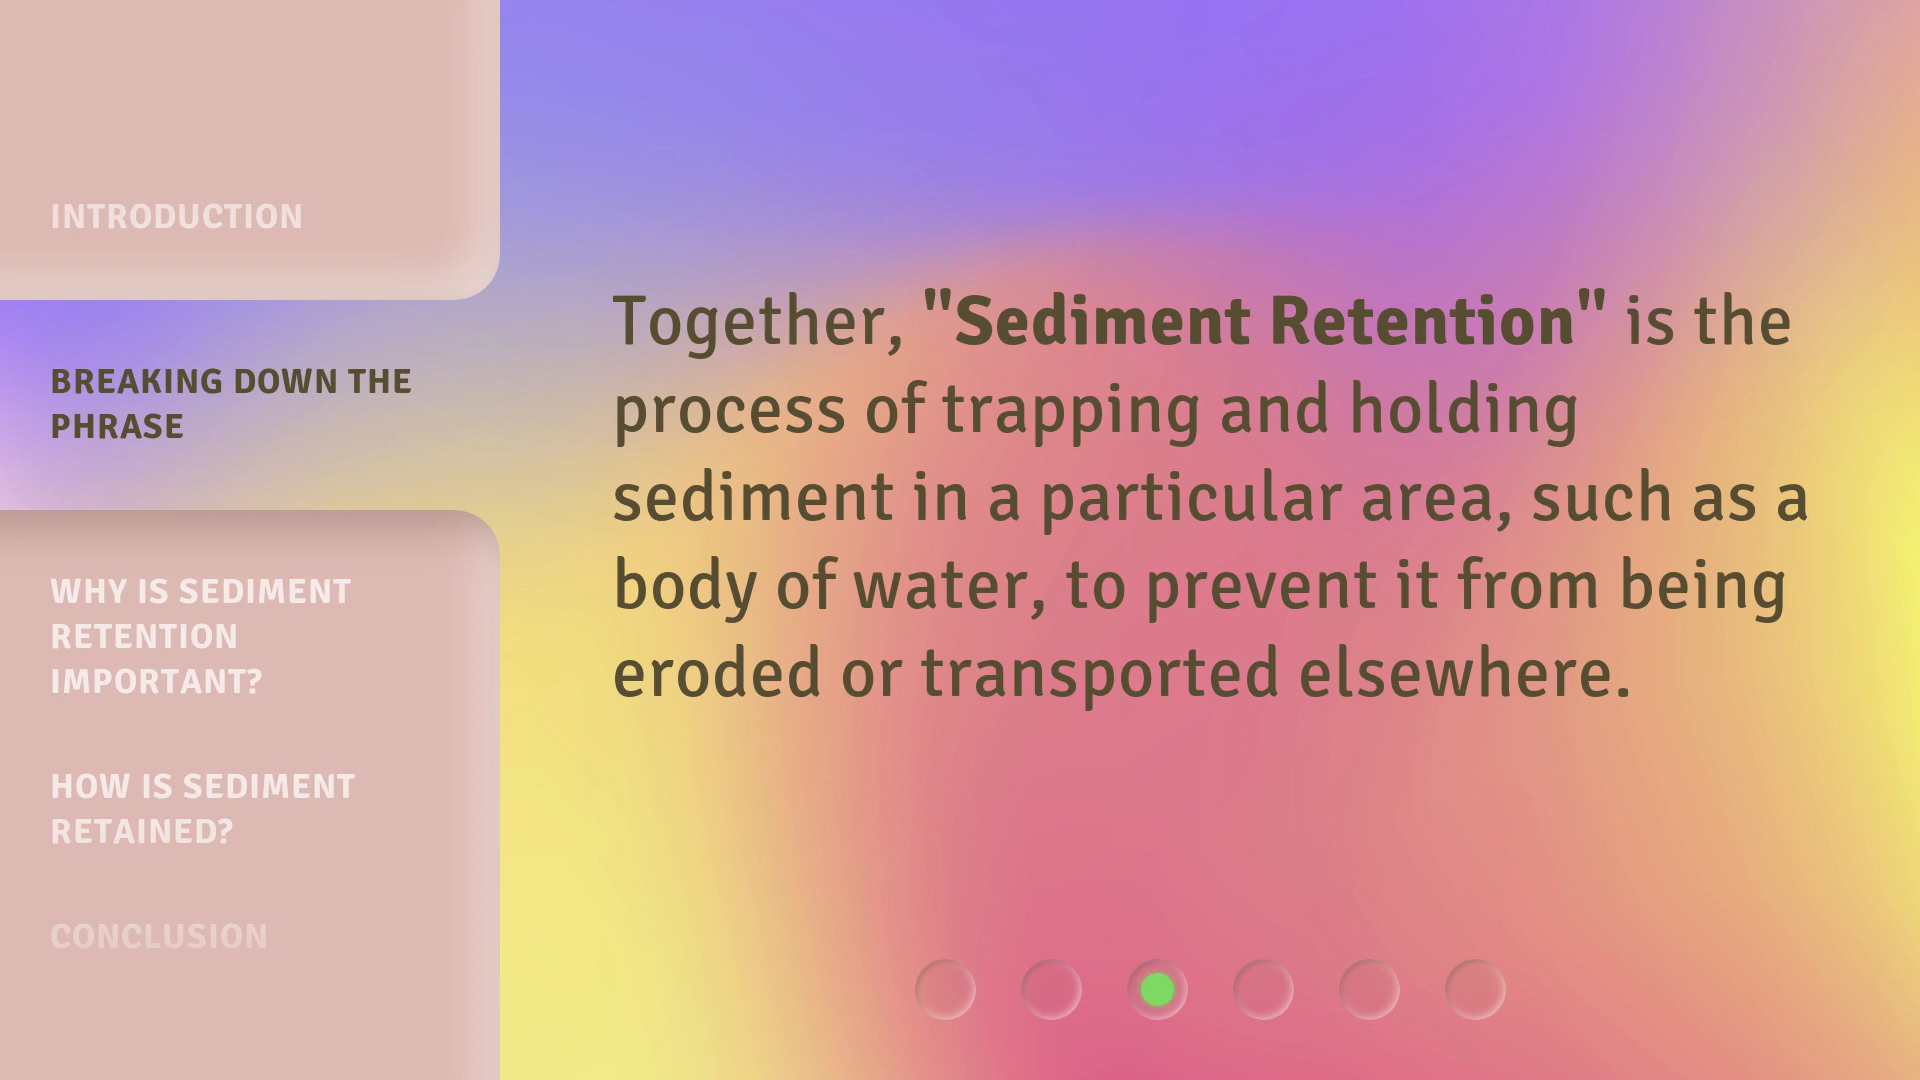 INTRODUCTION
BREAKING DOWN THE
PHRASE
WHY IS SEDIMENT
RETENTION
IMPORTANT?
HOW IS SEDIMENT
RETAINED?
CONCLUSION
Together, "Sediment Retention" is the
process of trapping and holding
sediment in a particular area, such as a
body of water, to prevent it from being
eroded or transported elsewhere.